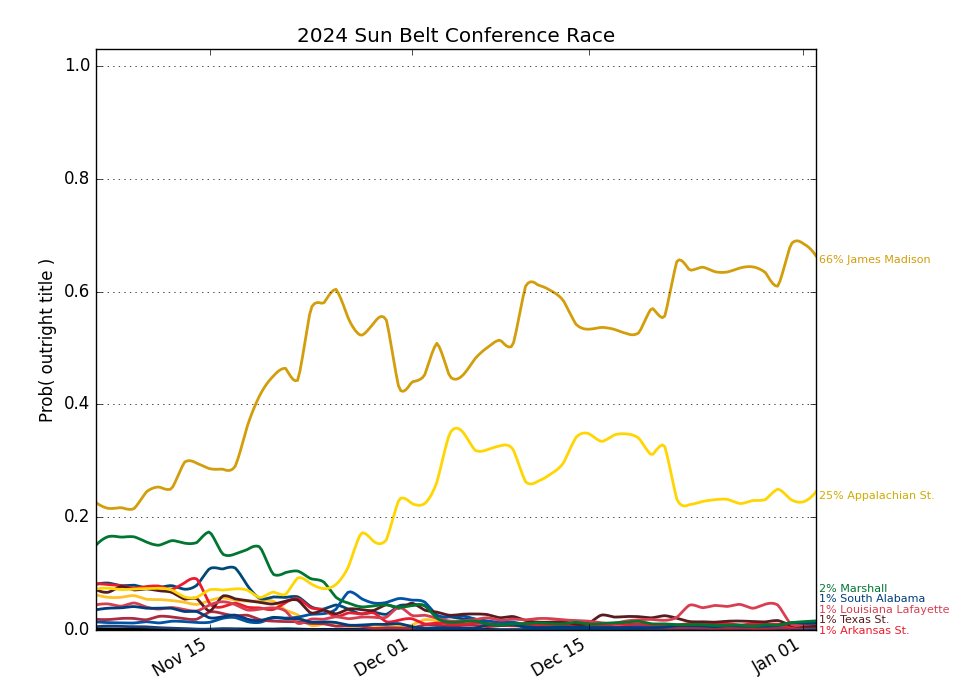 2024 Sun Belt Conference Race
1.0
0.8
0.6
0.4
0.2
0.0
Prob( outright title )
66% James Madison
25% Appalachian St.
2% Marshall
1% South Alabama
1% Louisiana Lafayette
1% Texas St.
1% Arkansas St.
Nov 15
Dec 01
Dec 15
Jan 01